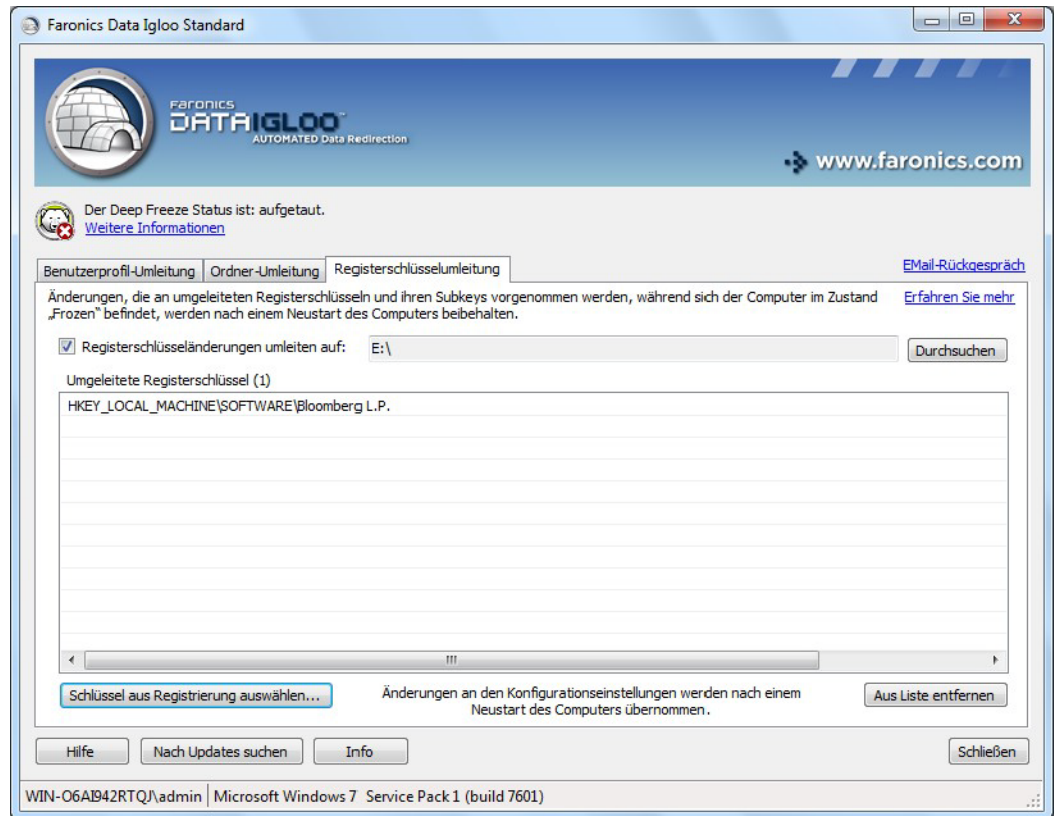 Faronics Data Igloo Standard
Faronics
DATAIGLOO™
AUTOMATED Data Redirection
www.faronics.com
Der Deep Freeze Status ist: aufgetaut.
Weitere Informationen
Benutzerprofil-Umleitung Ordner-Umleitung Registerschlüsselumleitung EMail-Rückgespräch
Änderungen, die an umgeleiteten Registerschlüsseln und ihren Subkeys vorgenommen werden, während sich der Computer im Zustand Erfahren Sie mehr
„Frozen“ befindet, werden nach einem Neustart des Computers beibehalten.
Registerschlüsseländerungen umleiten auf: E:\ Durchsuchen
Umgeleitete Registerschlüssel (1)
HKEY_LOCAL_MACHINE\SOFTWARE\Bloomberg L.P.
Schlüssel aus Registrierung auswählen... Änderungen an den Konfigurationseinstellungen werden nach einem Aus Liste entfernen
Neustart des Computers übernommen.
Hilfe Nach Updates suchen Info Schließen
WIN-O6AI942RTQJ\admin Microsoft Windows 7 Service Pack 1 (build 7601)